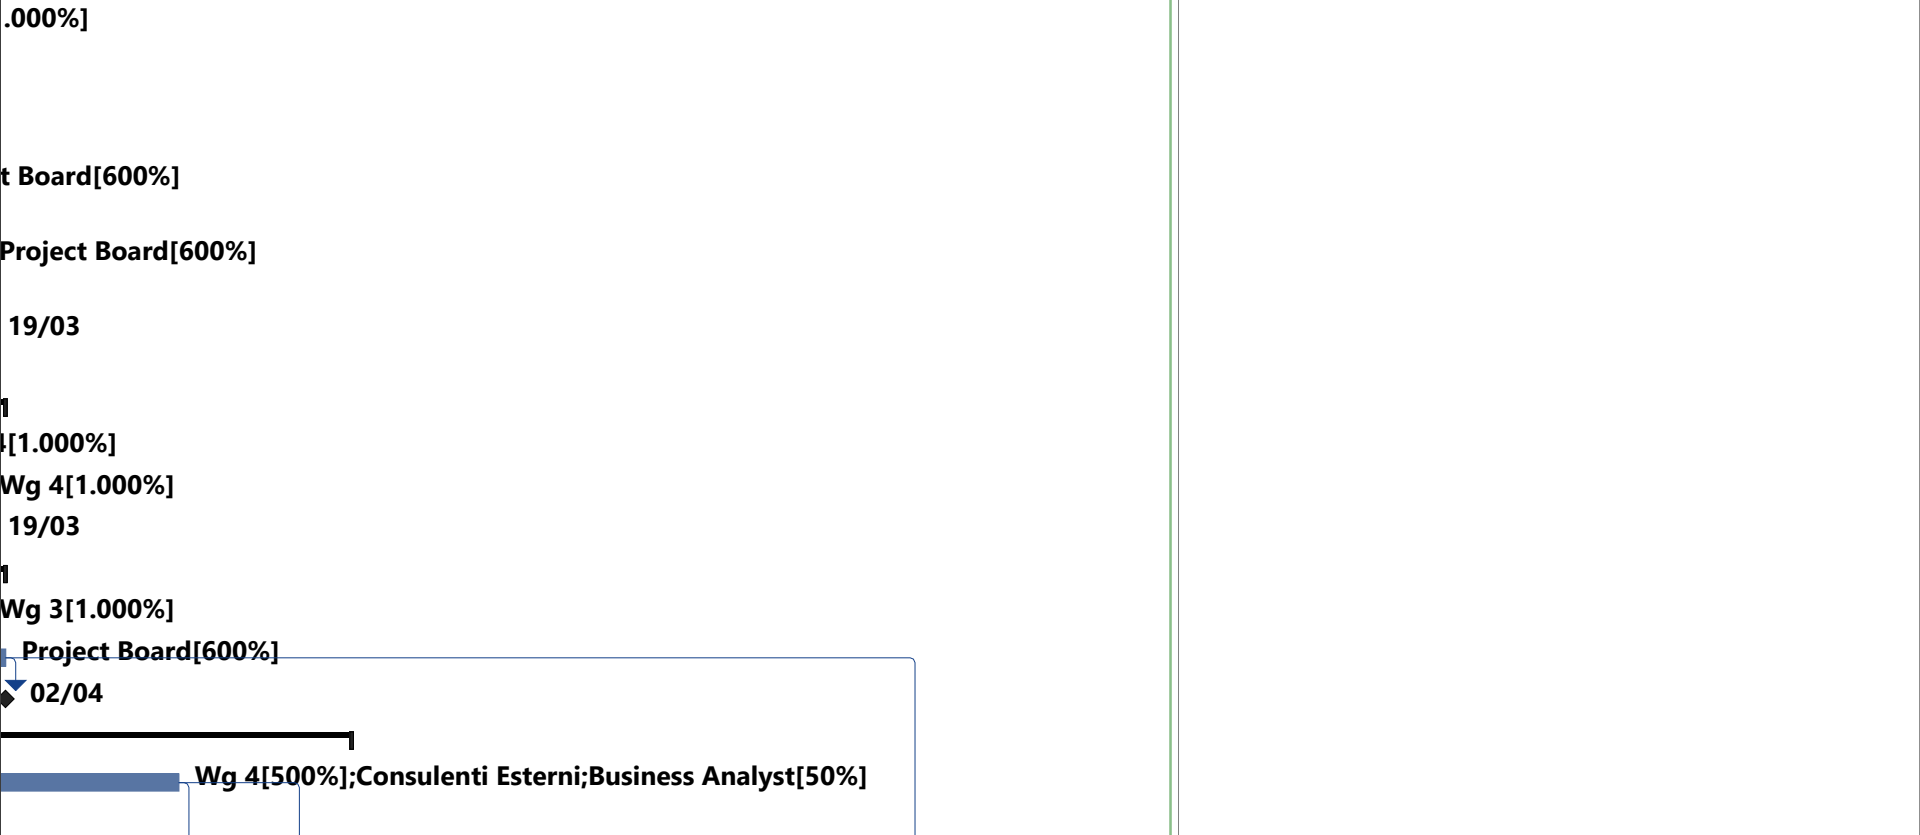 .000%]
t Board[600%]
Project Board[600%]
19/03
[1.000%]
Wg 4[1.000%]
19/03
Wg 3[1.000%]
Project Board[600%]
02/04
Wg 4[500%];Consulenti Esterni;Business Analyst[50%]